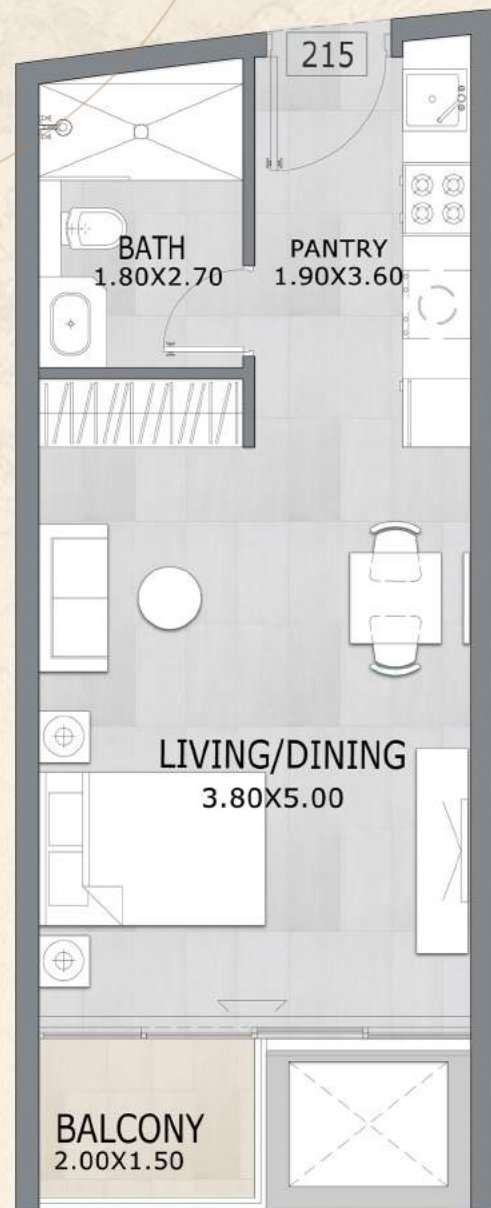 215
BATH
1.80X2.70
PANTRY
1.90X3.60
LIVING/DINING
3.80X5.00
BALCONY
2.00X1.50